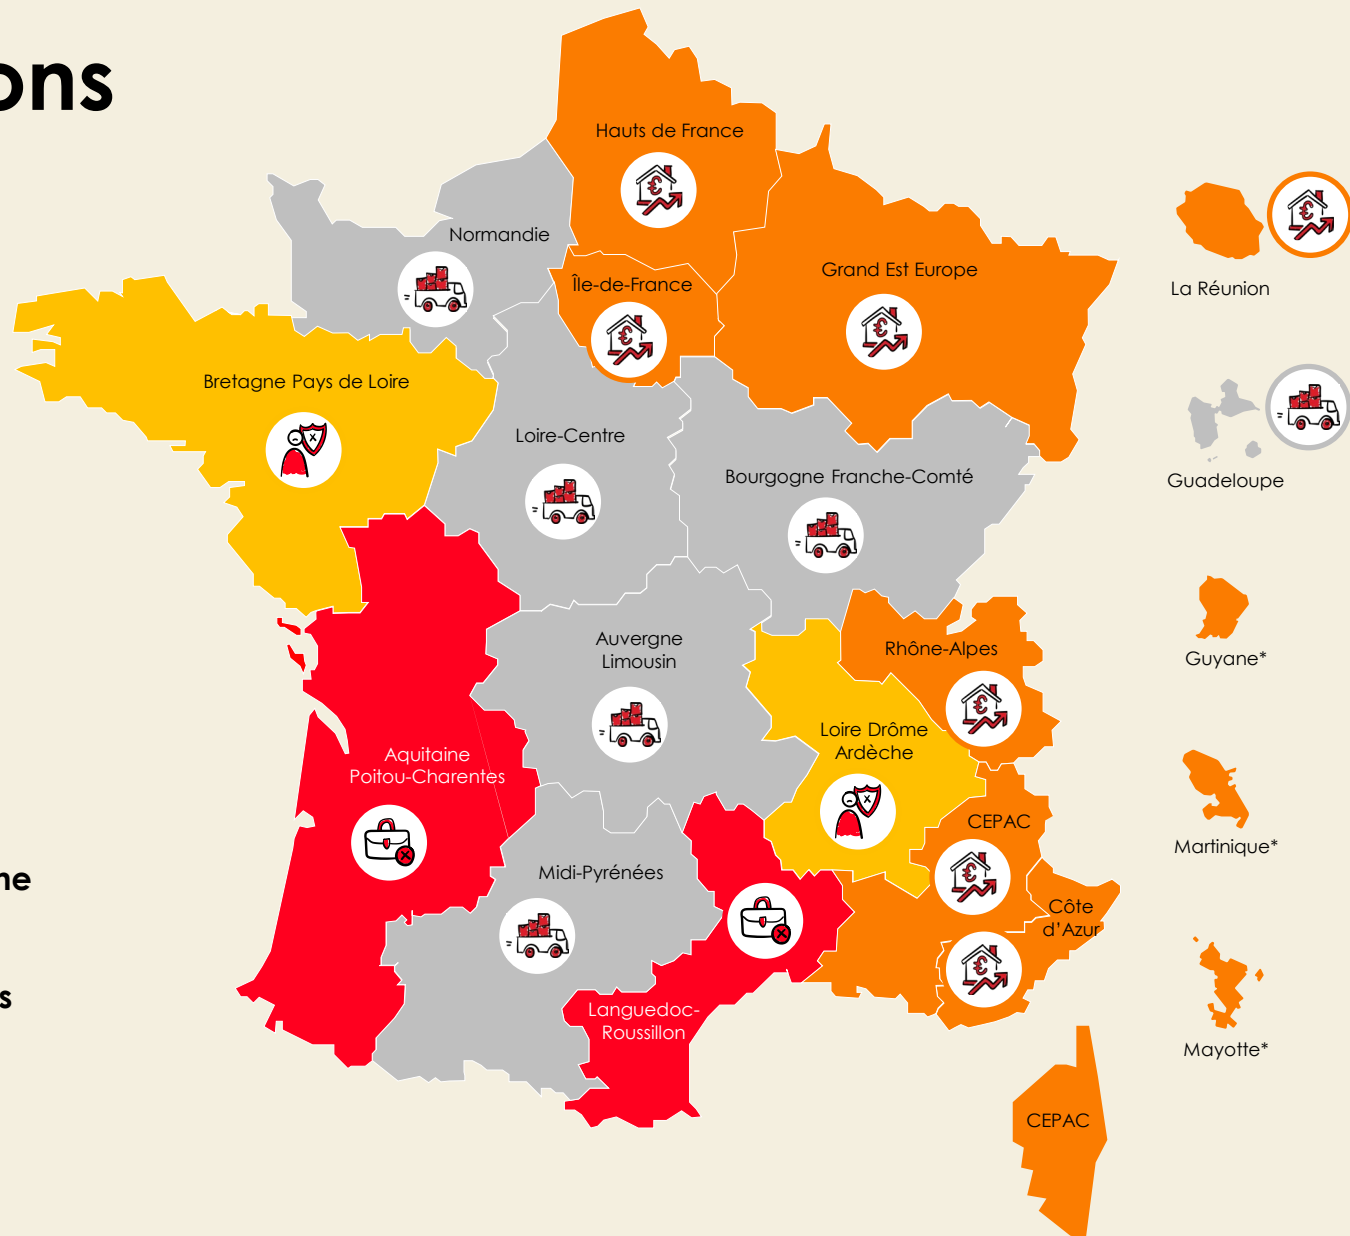 ons
Hauts de France
Normandie
Île-de-France
Grand Est Europe
La Réunion
Bretagne Pays de Loire
Loire-Centre
Bourgogne Franche-Comté
Guadeloupe
Auvergne
Limousin
Rhône-Alpes
Guyane*
Loire Drôme
Ardèche
Aquitaine
Poitou-Charentes
CEPAC
Martinique*
Midi-Pyrénées
ne
Côte
d'Azur
s
Languedoc-
Roussillon
Mayotte*
CEPAC